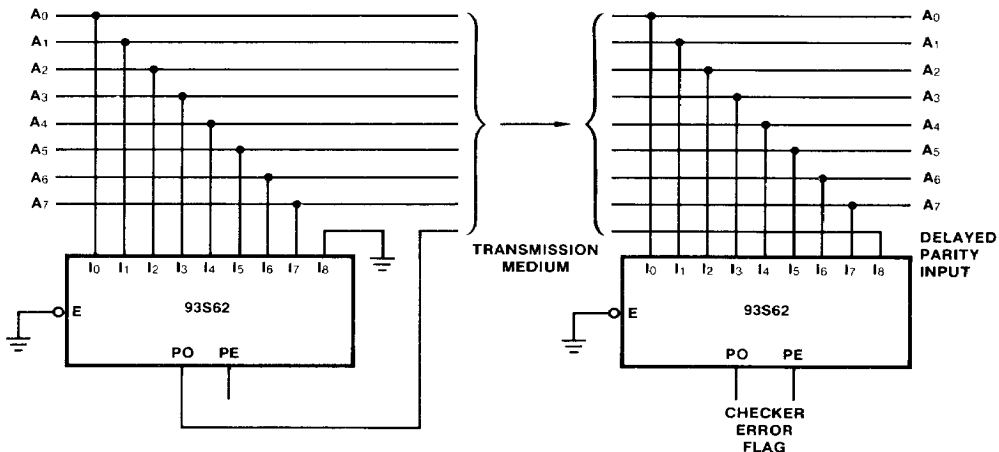 A0 A0
A1 A1
A2 A2
A3 A3
A4 A4
A5 A5
A6 A6
A7 A7
TRANSMISSION
MEDIUM
DELAYED
PARITY
INPUT
I0 I1 I2 I3 I4 I5 I6 I7 I8
E
93S62
PO PE
I0 I1 I2 I3 I4 I5 I6 I7 I8
E
93S62
PO PE
CHECKER
ERROR
FLAG